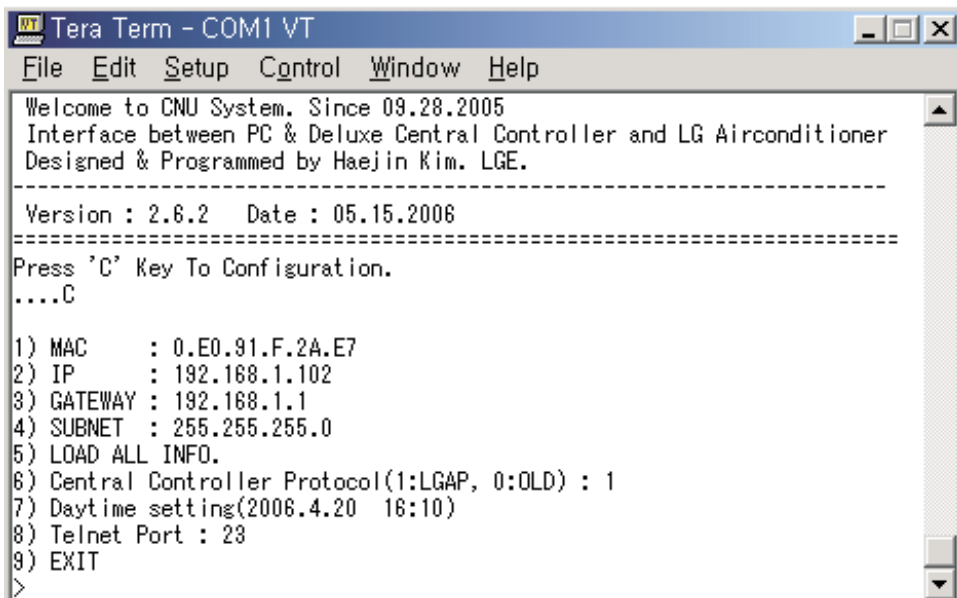 Tera Term - COM1 VT
File Edit Setup Control Window Help
Welcome to CNU System. Since 09.28.2005
Interface between PC & Deluxe Central Controller and LG Airconditioner
Designed & Programmed by Haejin Kim. LGE.
-----------------------------------------------------------------------
Version : 2.6.2   Date : 05.15.2006
========================================================================
Press 'C' Key To Configuration.
....C
1) MAC     : 0.E0.91.F.2A.E7
2) IP      : 192.168.1.102
3) GATEWAY : 192.168.1.1
4) SUBNET  : 255.255.255.0
5) LOAD ALL INFO.
6) Central Controller Protocol(1:LGAP, 0:OLD) : 1
7) Daytime setting(2006.4.20  16:10)
8) Telnet Port : 23
9) EXIT
>